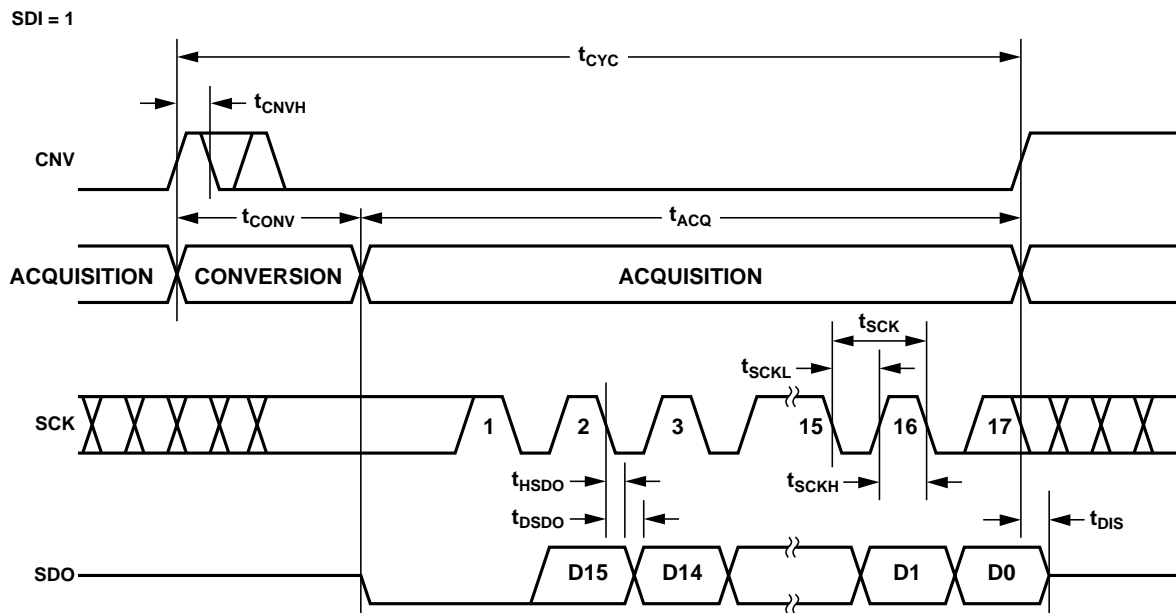 SDI = 1
tCYC
tCNVH
CNV
tCONV
tACQ
ACQUISITION CONVERSION ACQUISITION
tSCK
tSCKL
SCK 1 2 3 15 16 17
tHSDO
tSCKH
tDSDO
tDIS
SDO D15 D14 D1 D0